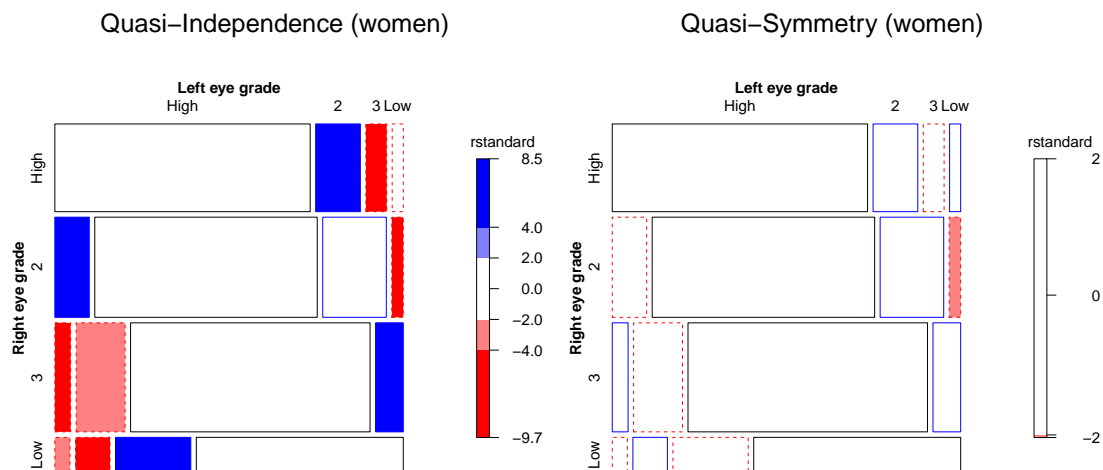 Quasi−Independence (women)
Left eye grade
High 2 3 Low
Right eye grade
High
2
3
Low
rstandard
8.5
4.0
2.0
0.0
−2.0
−4.0
−9.7
Quasi−Symmetry (women)
Left eye grade
High 2 3 Low
Right eye grade
High
2
3
Low
rstandard
2
0
−2